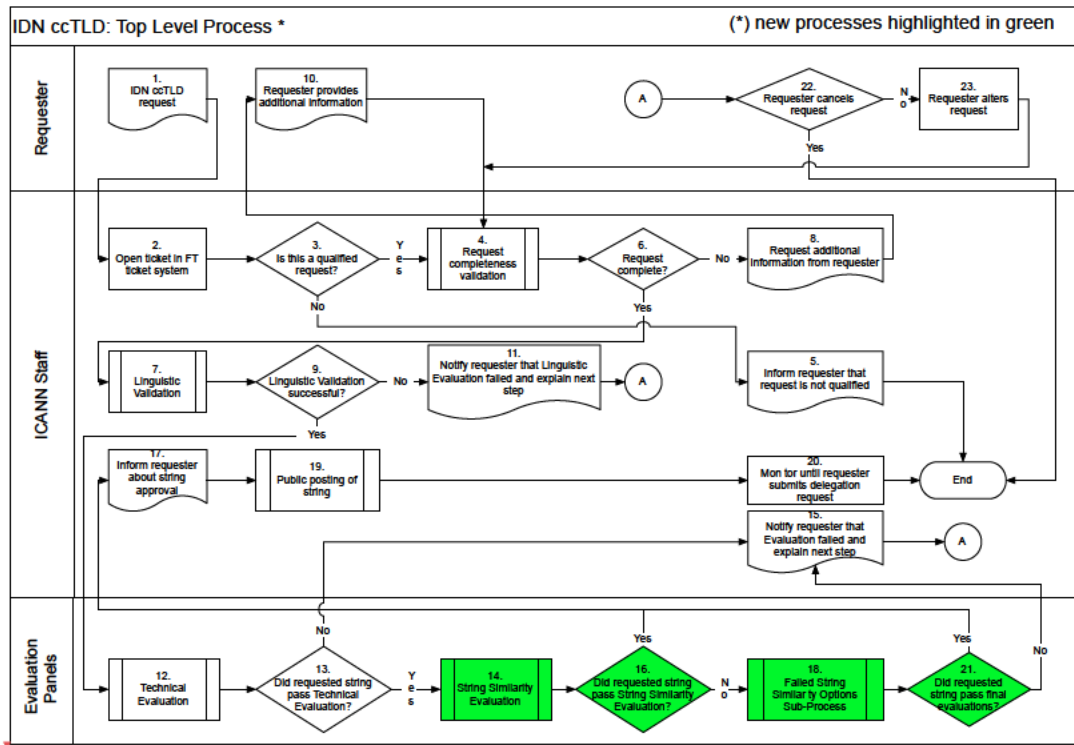 IDN ccTLD: Top Level Process *
(*) new processes highlighted in green
Requester
1.
IDN ccTLD
request
10.
Requester provides
additional information
A
22.
Requester cancels
request
N
o
23.
Requester alters
request
Yes
ICANN Staff
2.
Open ticket in FT
ticket system
3.
Is this a qualified
request?
Y
e
s
4.
Request
completeness
validation
6.
Request
complete?
No
8.
Request additional
information from requester
No
Yes
7.
Linguistic
Validation
9.
Linguistic Validation
successful?
No
11.
Notify requester that Linguistic
Evaluation failed and explain next
step
A
5.
Inform requester that
request is not qualified
Yes
17.
Inform requester
about string
approval
19.
Public posting of
string
20.
Mon tor until requester
submits delegation
request
End
15.
Notify requester that
Evaluation failed and
explain next step
A
Evaluation
Panels
No
Yes
Yes
No
12.
Technical
Evaluation
13.
Did requested string
pass Technical
Evaluation?
Y
e
s
14.
String Similarity
Evaluation
16.
Did requested string
pass String Similarity
Evaluation?
N
o
18.
Failed String
Similarity Options
Sub-Process
21.
Did requested
string pass final
evaluations?